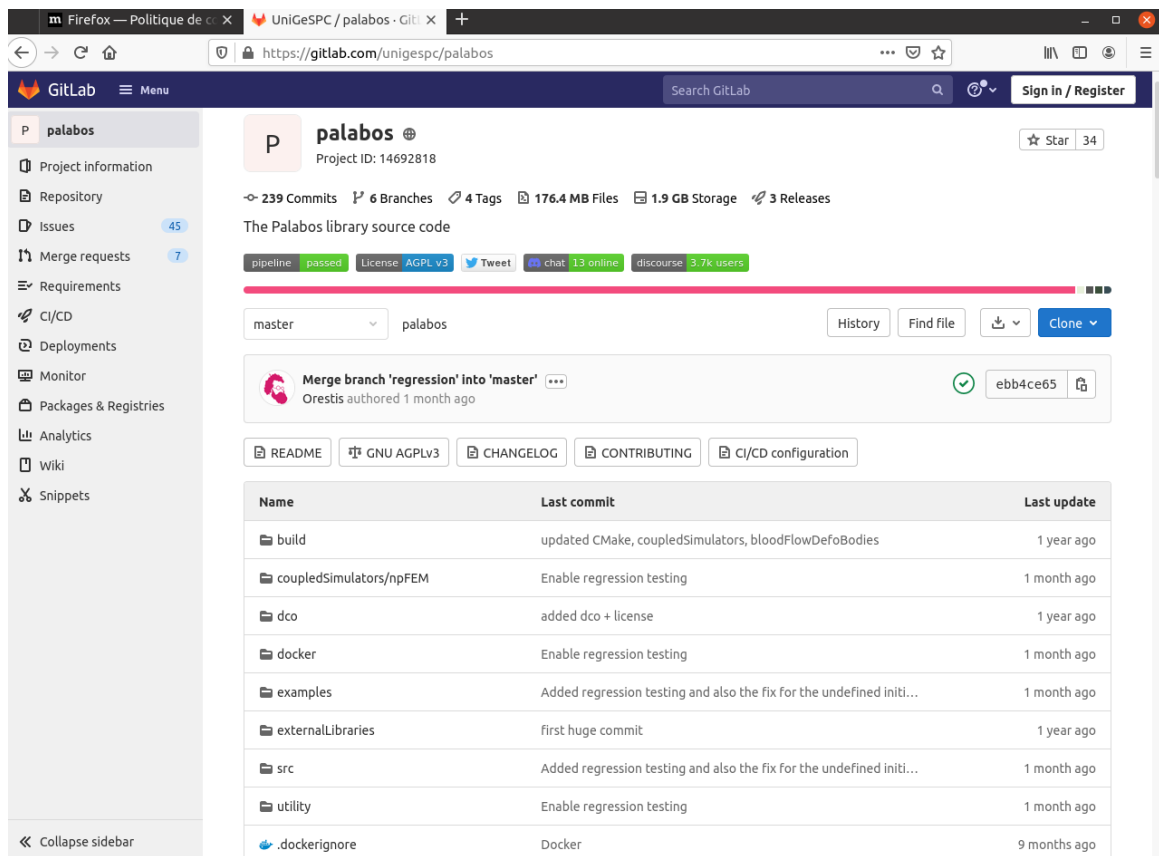 m Firefox — Politique de co
UniGeSPC / palabos · Git
https://gitlab.com/unigespc/palabos
GitLab Menu Search GitLab Sign in / Register
P palabos
Project information
Repository
Issues 45
Merge requests 7
Requirements
CI/CD
Deployments
Monitor
Packages & Registries
Analytics
Wiki
Snippets
Collapse sidebar
P
palabos
Project ID: 14692818
Star 34
239 Commits 6 Branches 4 Tags 176.4 MB Files 1.9 GB Storage 3 Releases
The Palabos library source code
pipeline passed License AGPL v3 Tweet chat 13 online discourse 3.7k users
master palabos History Find file Clone
Merge branch 'regression' into 'master'
Orestis authored 1 month ago
ebb4ce65
README GNU AGPLv3 CHANGELOG CONTRIBUTING CI/CD configuration
Name Last commit Last update
build updated CMake, coupledSimulators, bloodFlowDefoBodies 1 year ago
coupledSimulators/npFEM Enable regression testing 1 month ago
dco added dco + license 1 year ago
docker Enable regression testing 1 month ago
examples Added regression testing and also the fix for the undefined initi… 1 month ago
externalLibraries first huge commit 1 year ago
src Added regression testing and also the fix for the undefined initi… 1 month ago
utility Enable regression testing 1 month ago
.dockerignore Docker 9 months ago